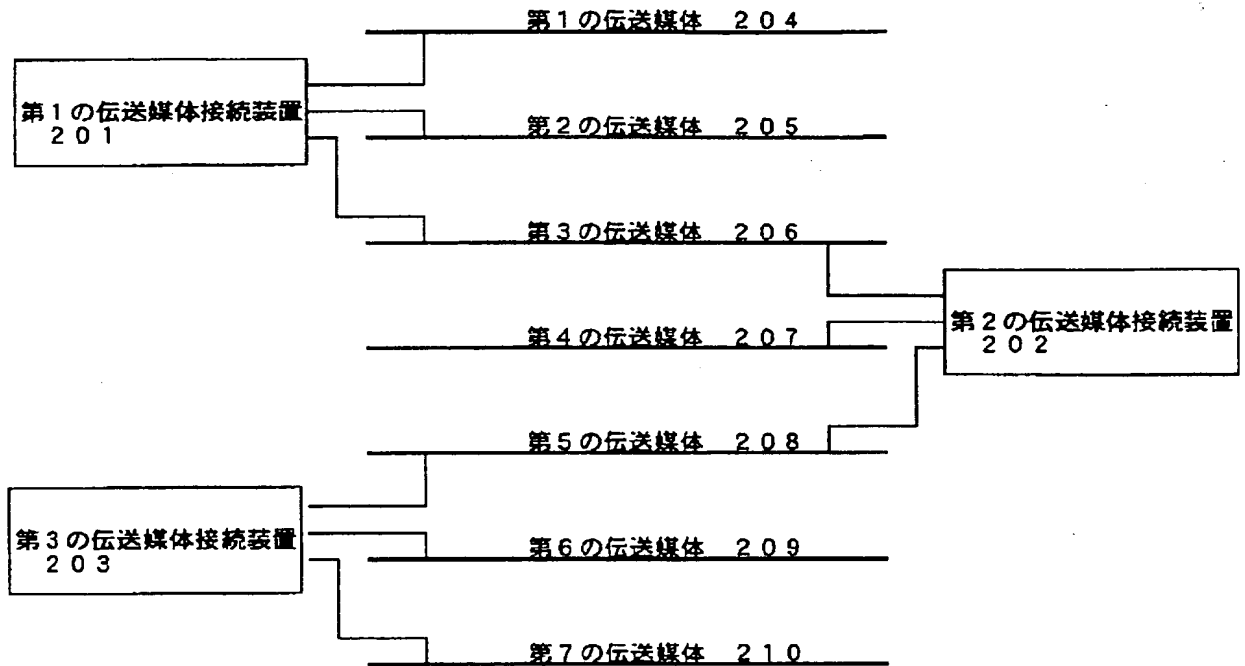 第１の伝送媒体　２０４
第１の伝送媒体接続装置
２０１
第２の伝送媒体　２０５
第３の伝送媒体　２０６
第２の伝送媒体接続装置
２０２
第４の伝送媒体　２０７
第５の伝送媒体　２０８
第３の伝送媒体接続装置
２０３
第６の伝送媒体　２０９
第７の伝送媒体　２１０